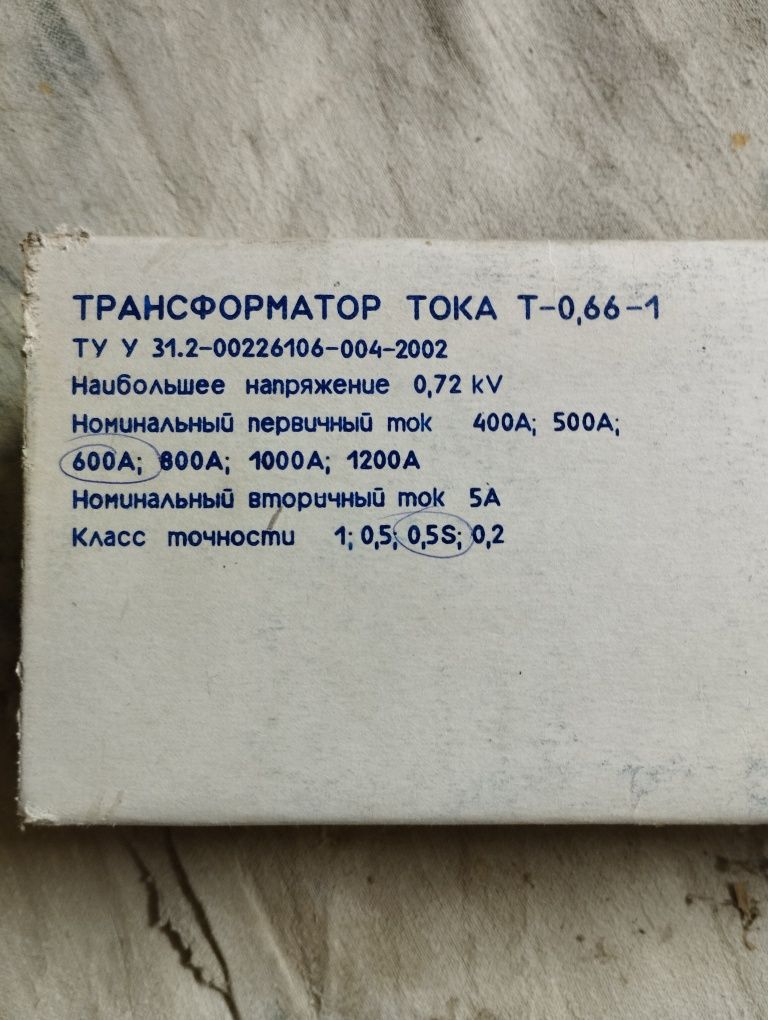 ТРАНСФОРМАТОР ТОКА Т-0,66-1
ТУ У 31.2-00226106-004-2002
Наибольшее напряжение 0,72 kV
Номинальный первичный ток 400А; 500А;
600А; 800А; 1000А; 1200А
Номинальный вторичный ток 5А
Класс точности 1; 0,5; 0,5S; 0,2